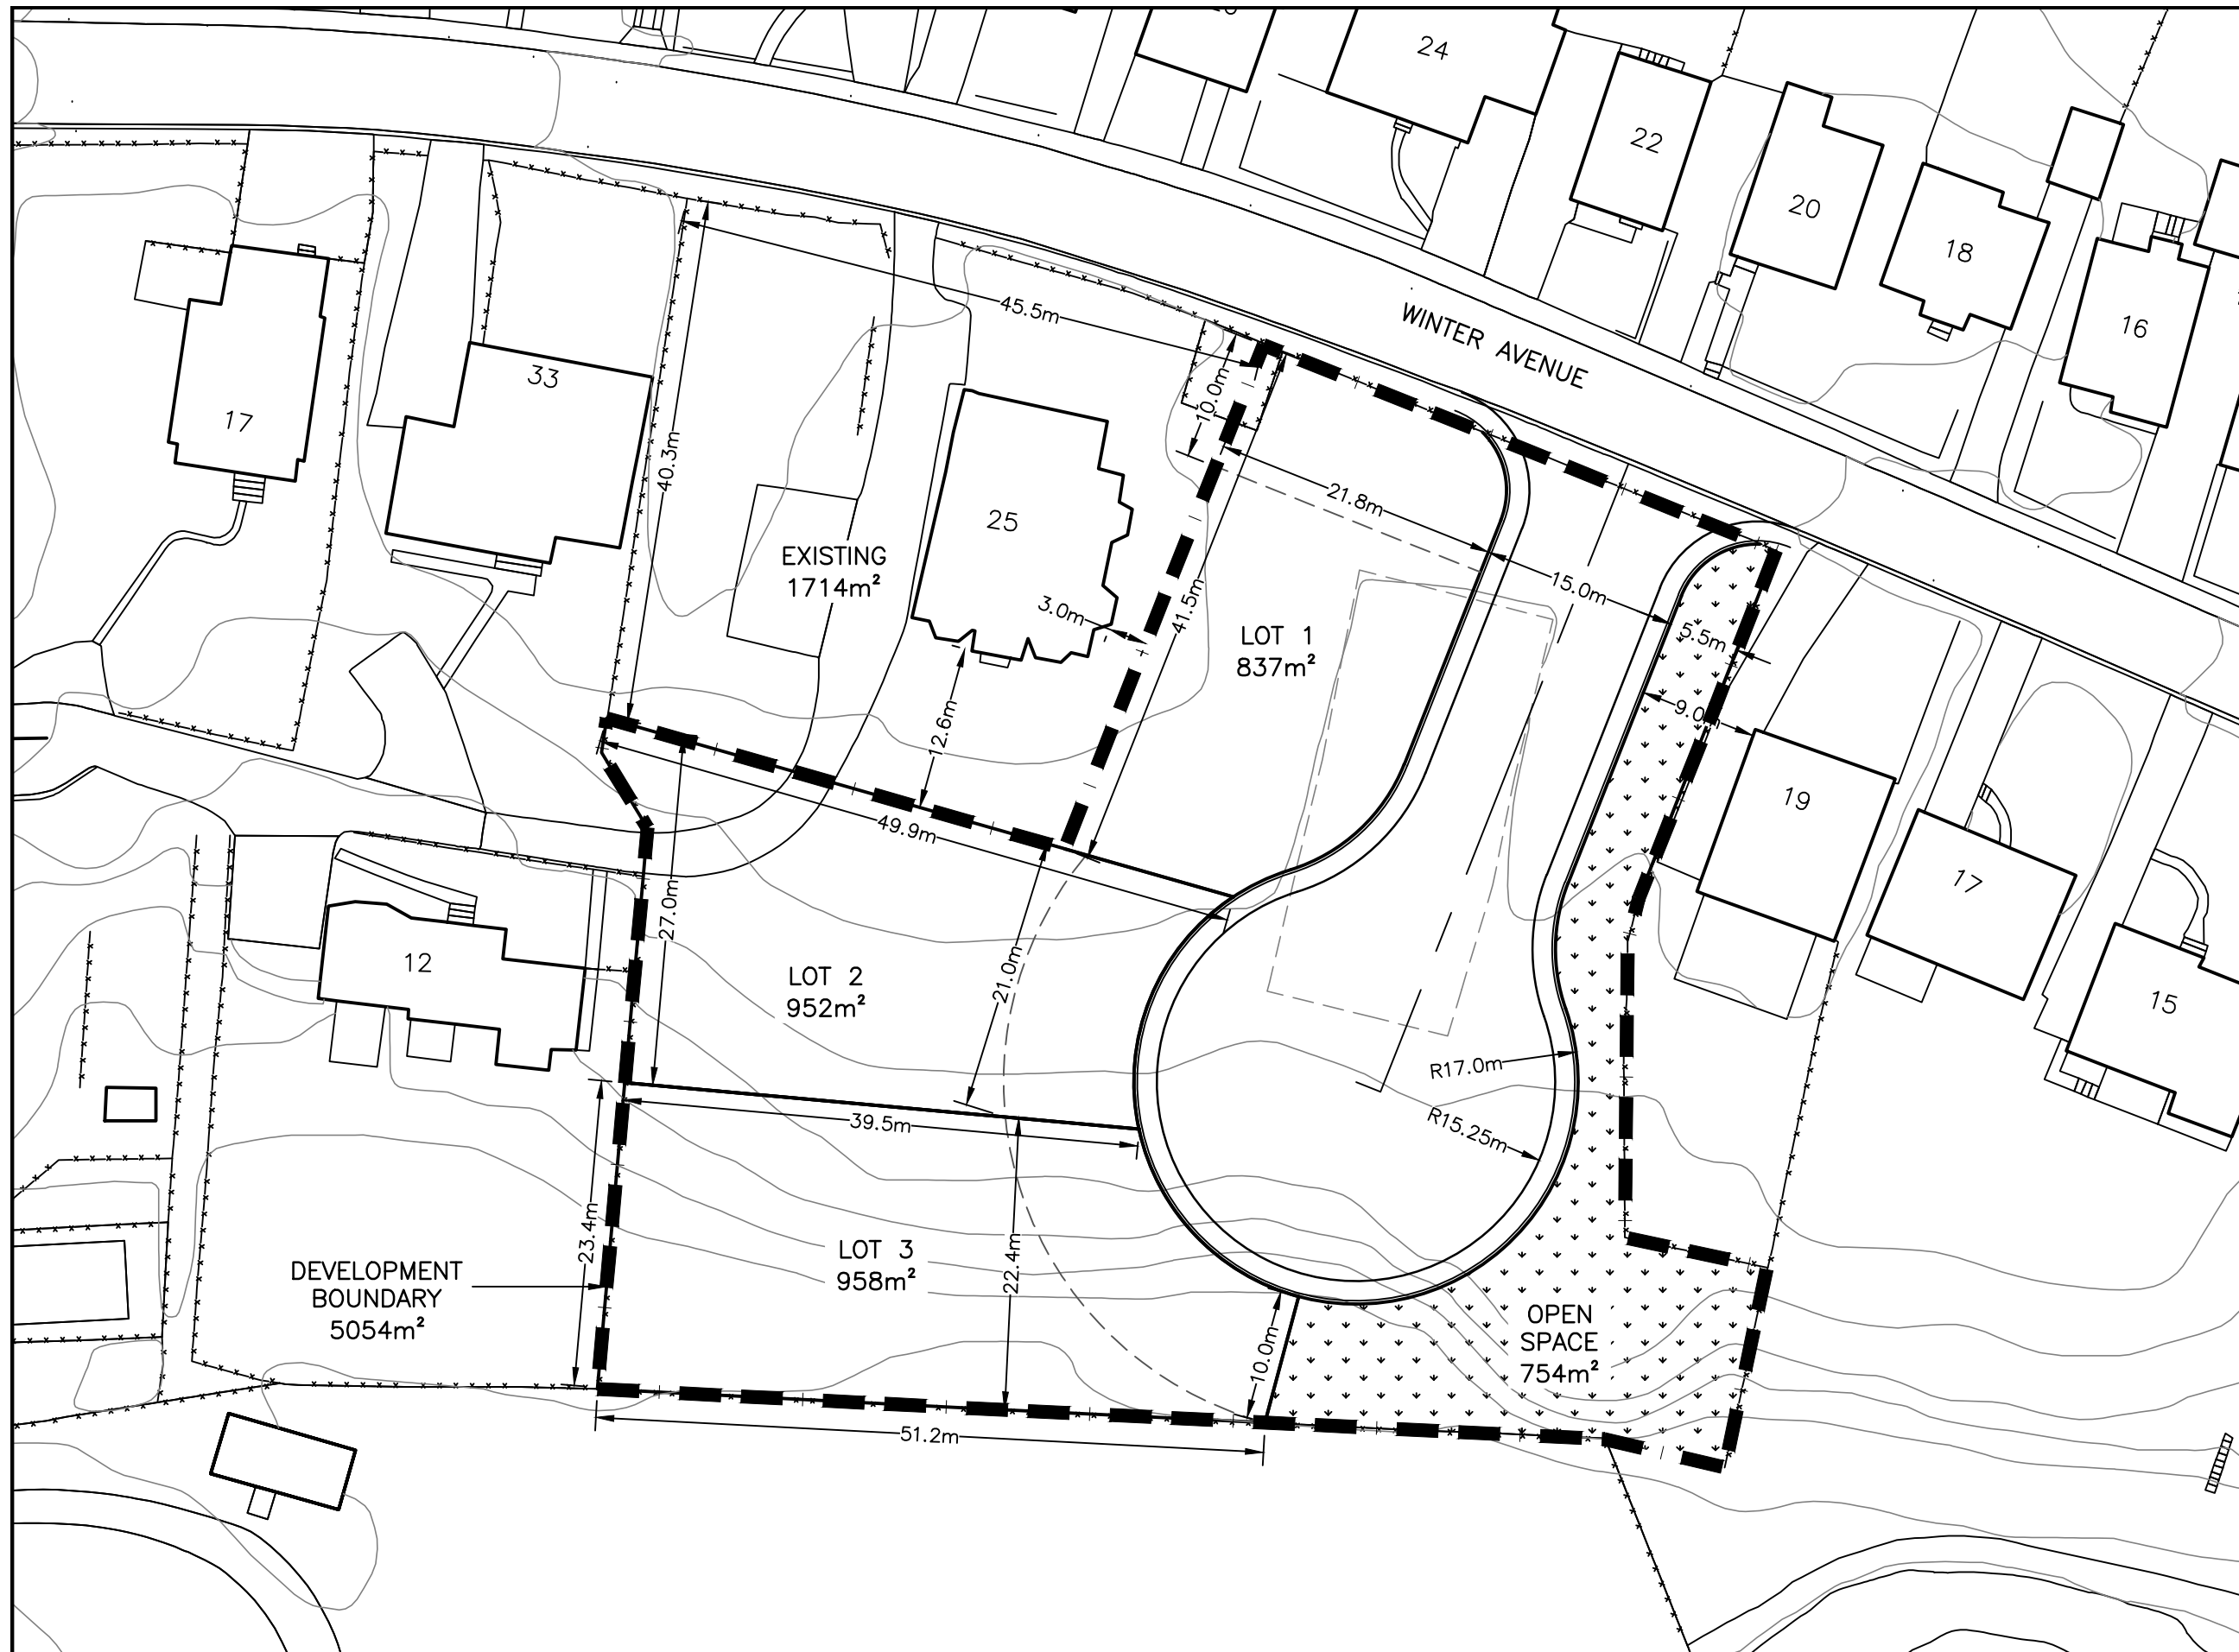 24
22
20
18
16
WINTER AVENUE
17
33
25
45.5m
10.0m
40.3m
21.8m
15.0m
EXISTING
1714m²
3.0m
41.5m
LOT 1
837m²
5.5m
12.6m
49.9m
19
17
15
27.0m
12
LOT 2
952m²
21.0m
R17.0m
R15.25m
39.5m
23.4m
22.4m
LOT 3
958m²
DEVELOPMENT
BOUNDARY
5054m²
10.0m
OPEN
SPACE
754m²
51.2m